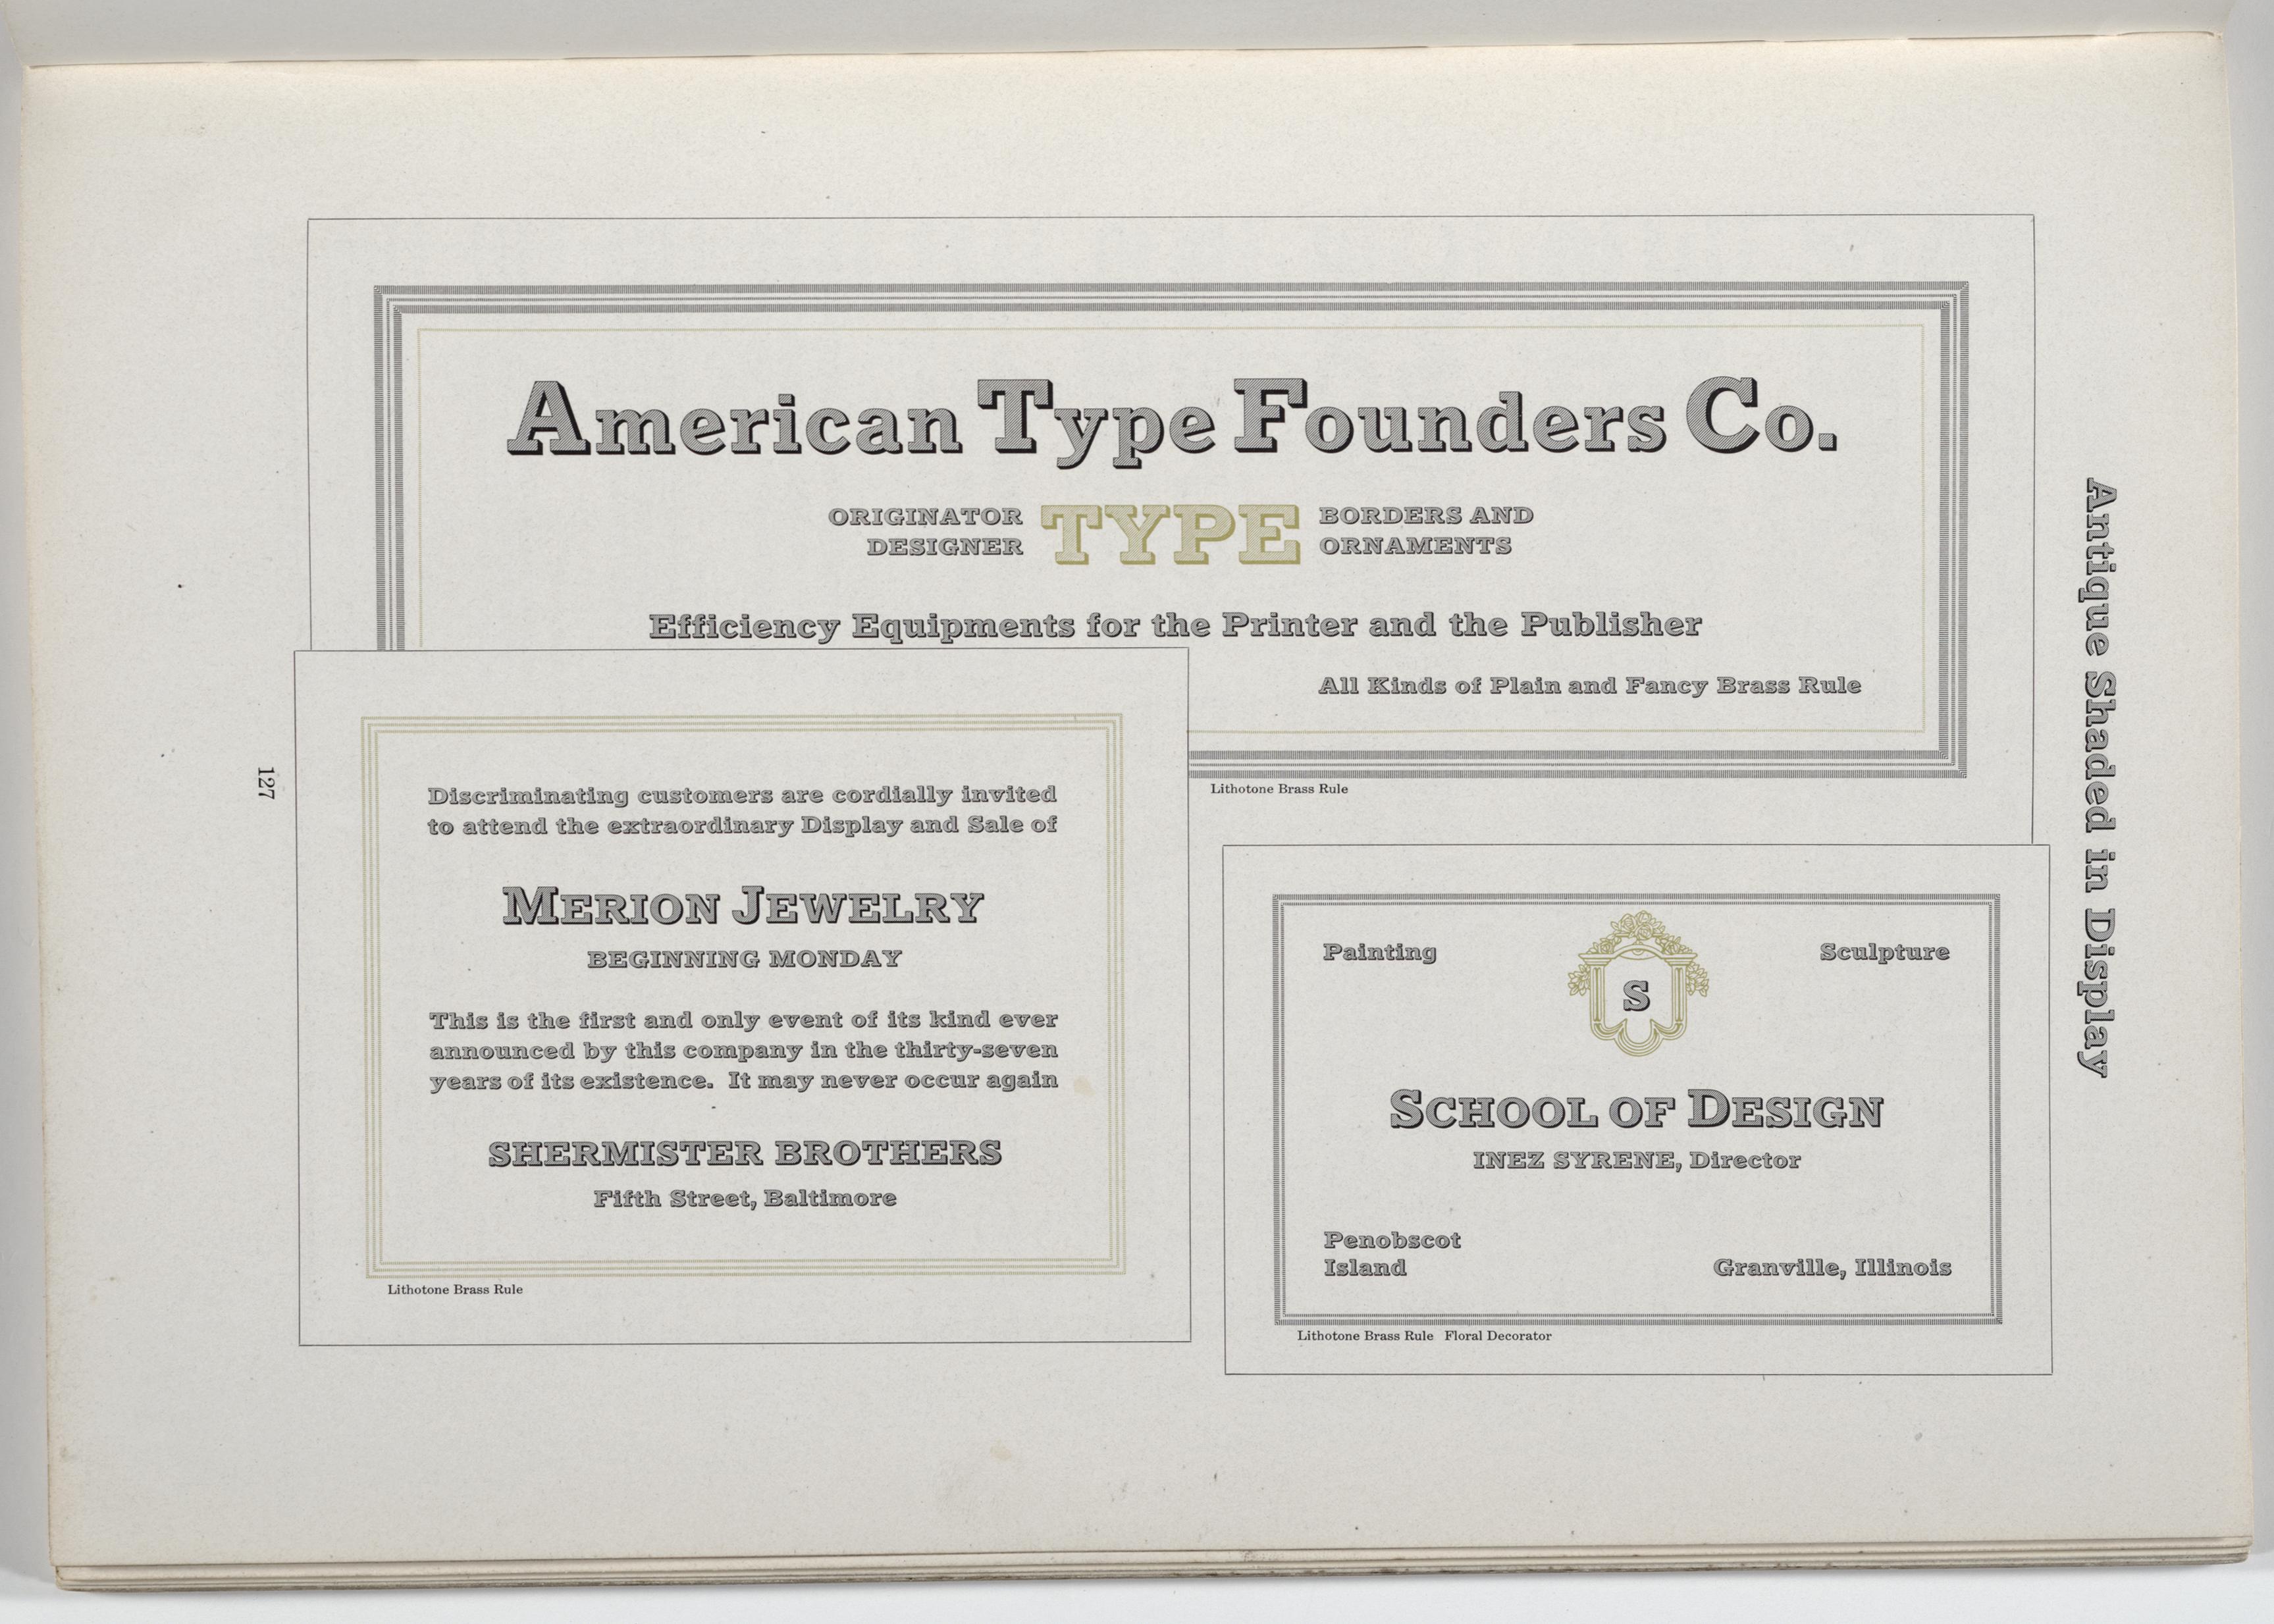 American Type Founders Co.
ORIGINATOR
DESIGNER
TYPE
BORDERS AND
ORNAMENTS
Efficiency Equipments for the Printer and the Publisher
All Kinds of Plain and Fancy Brass Rule
Lithotone Brass Rule
Discriminating customers are cordially invited
to attend the extraordinary Display and Sale of
MERION JEWELRY
BEGINNING MONDAY
This is the first and only event of its kind ever
announced by this company in the thirty-seven
years of its existence. It may never occur again
SHERMISTER BROTHERS
Fifth Street, Baltimore
Lithotone Brass Rule
Painting
S
Sculpture
SCHOOL OF DESIGN
INEZ SYRENE, Director
Penobscot
Island
Granville, Illinois
Lithotone Brass Rule Floral Decorator
Antique Shaded in Display
127